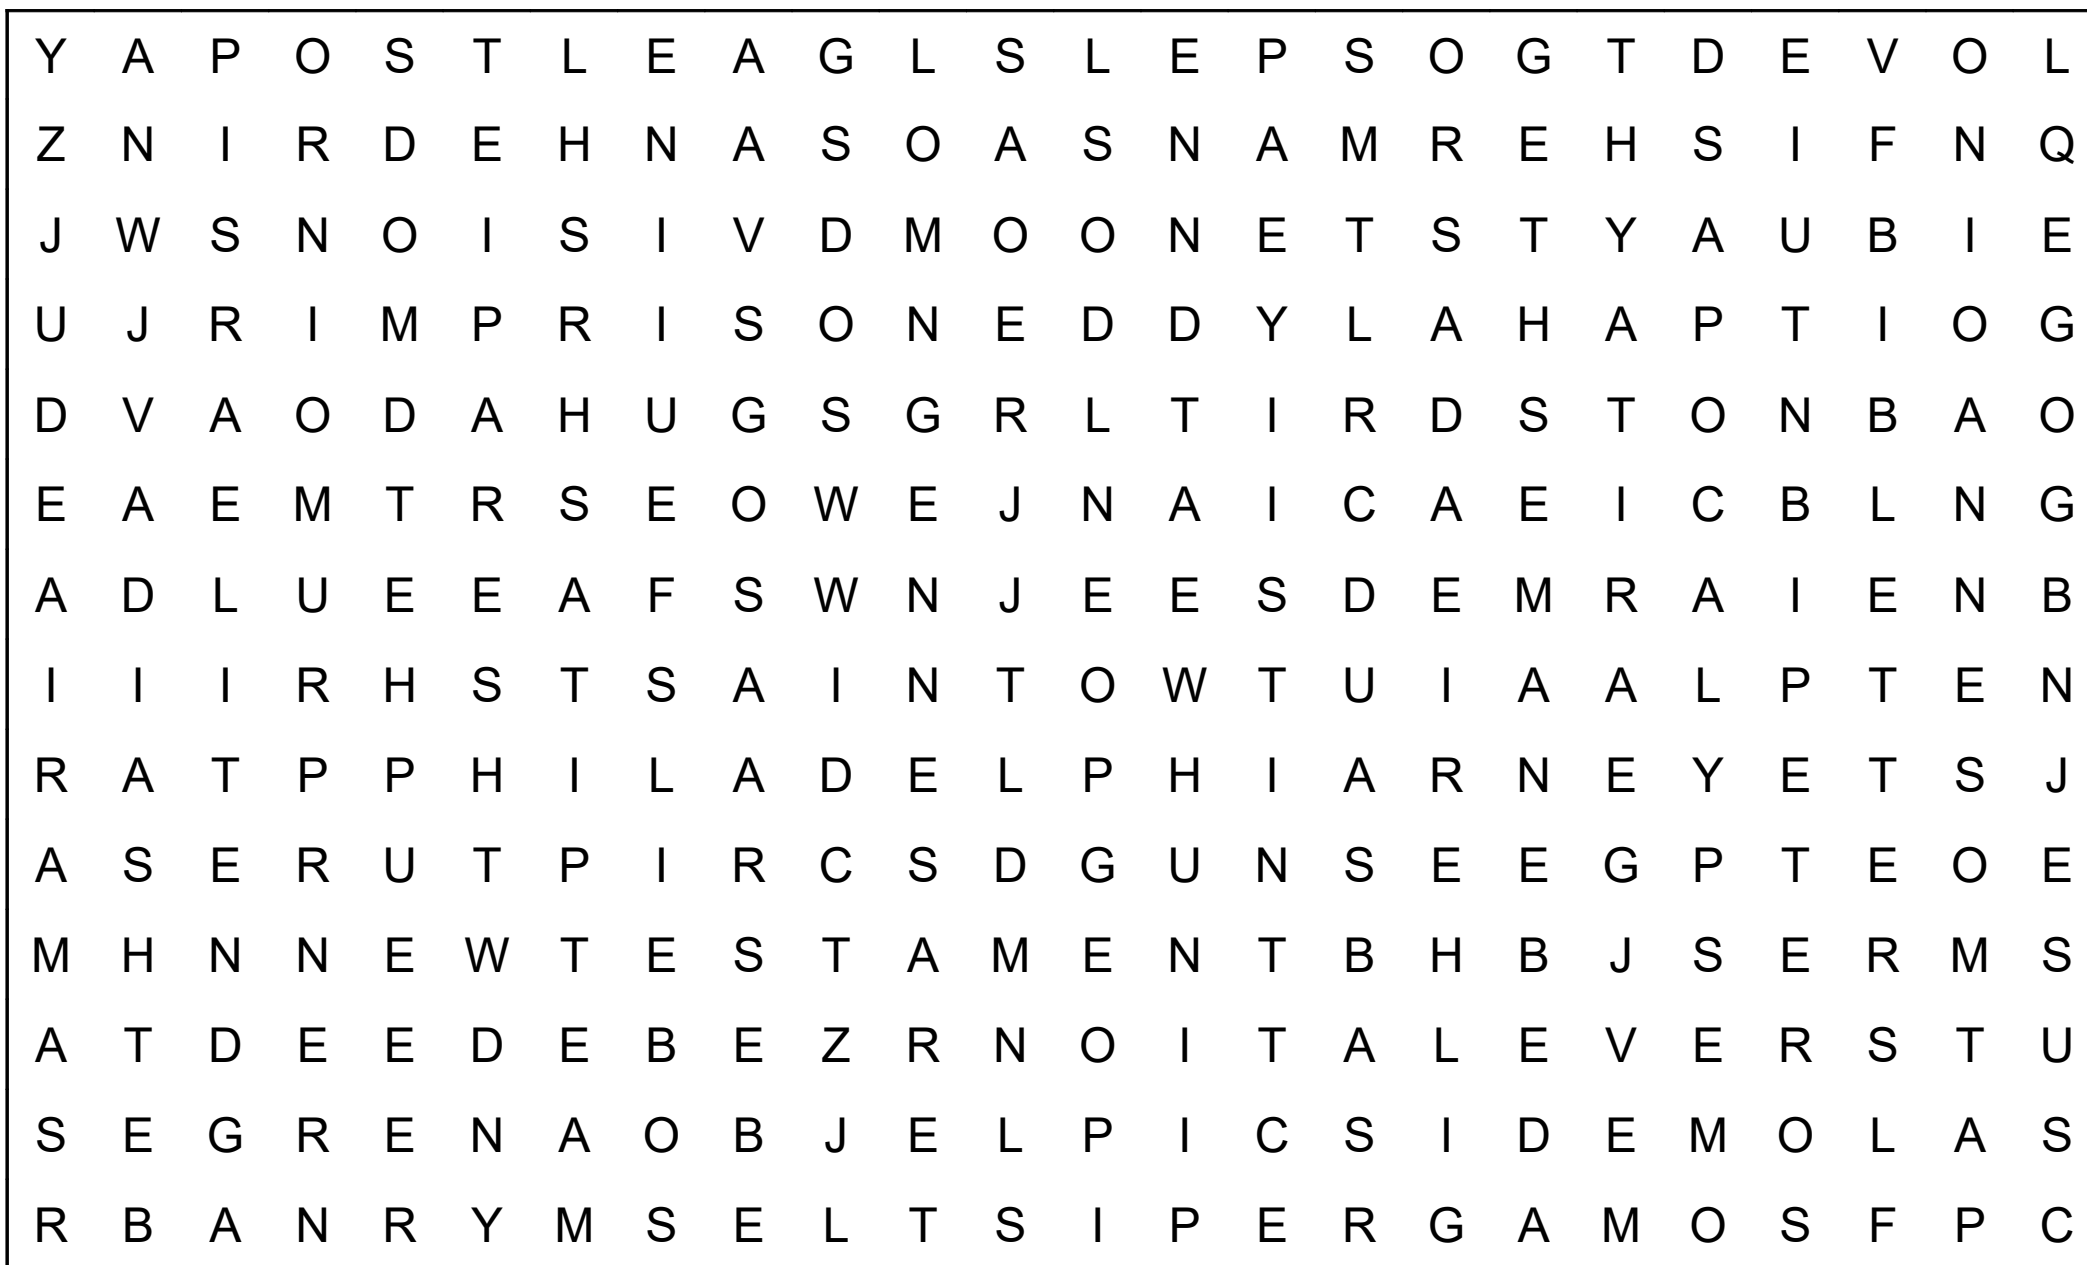 Y A P O S T L E A G L S L E P S O G T D E V O L
Z N I R D E H N A S O A S N A M R E H S I F N Q
J W S N O I S I V D M O O N E T S T Y A U B I E
U J R I M P R I S O N E D D Y L A H A P T I O G
D V A O D A H U G S G R L T I R D S T O N B A O
E A E M T R S E O W E J N A I C A E I C B L N G
A D L U E E A F S W N J E E S D E M R A I E N B
I I I R H S T S A I N T O W T U I A A L P T E N
R A T P P H I L A D E L P H I A R N E Y E T S J
A S E R U T P I R C S D G U N S E E G P T E O E
M H N N E W T E S T A M E N T B H B J S E R M S
A T D E E D E B E Z R N O I T A L E V E R S T U
S E G R E N A O B J E L P I C S I D E M O L A S
R B A N R Y M S E L T S I P E R G A M O S F P C